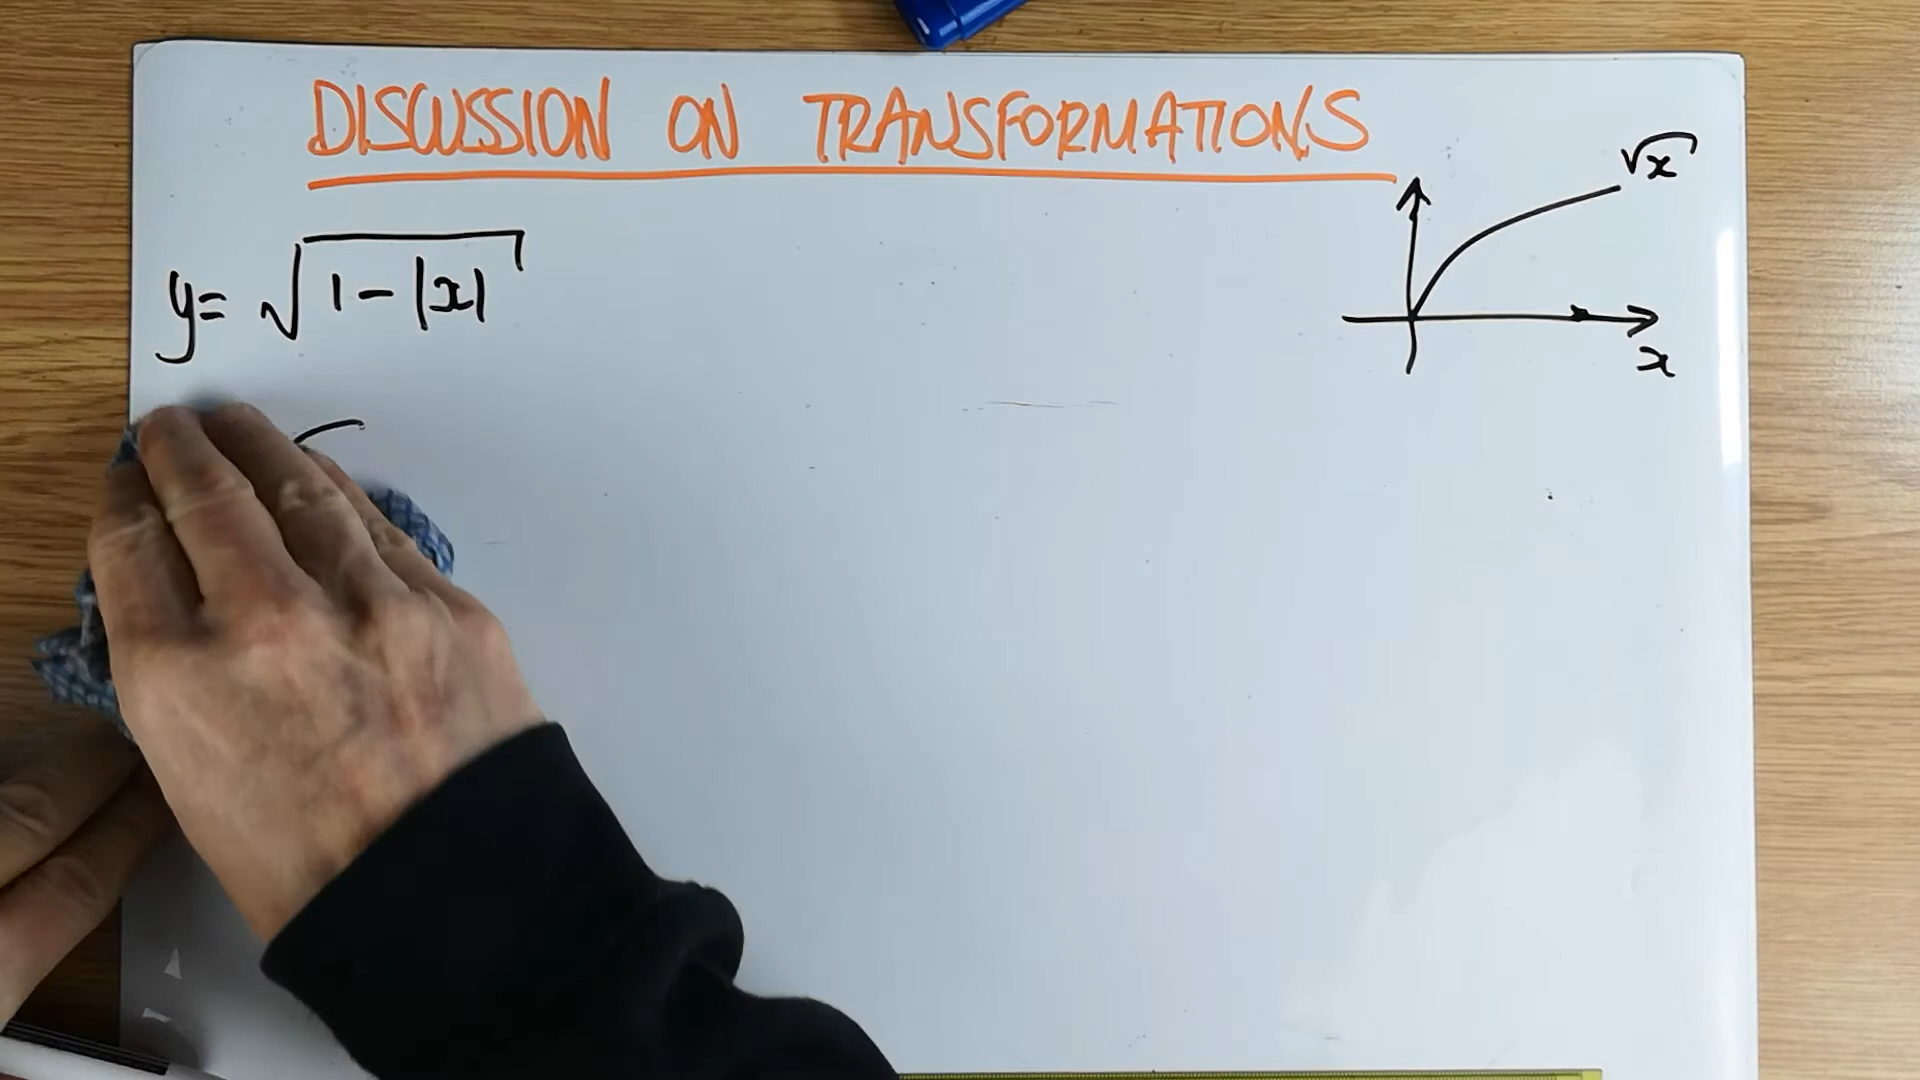 DISCUSSION ON TRANSFORMATIONS
√x
y= √1-|x|
x